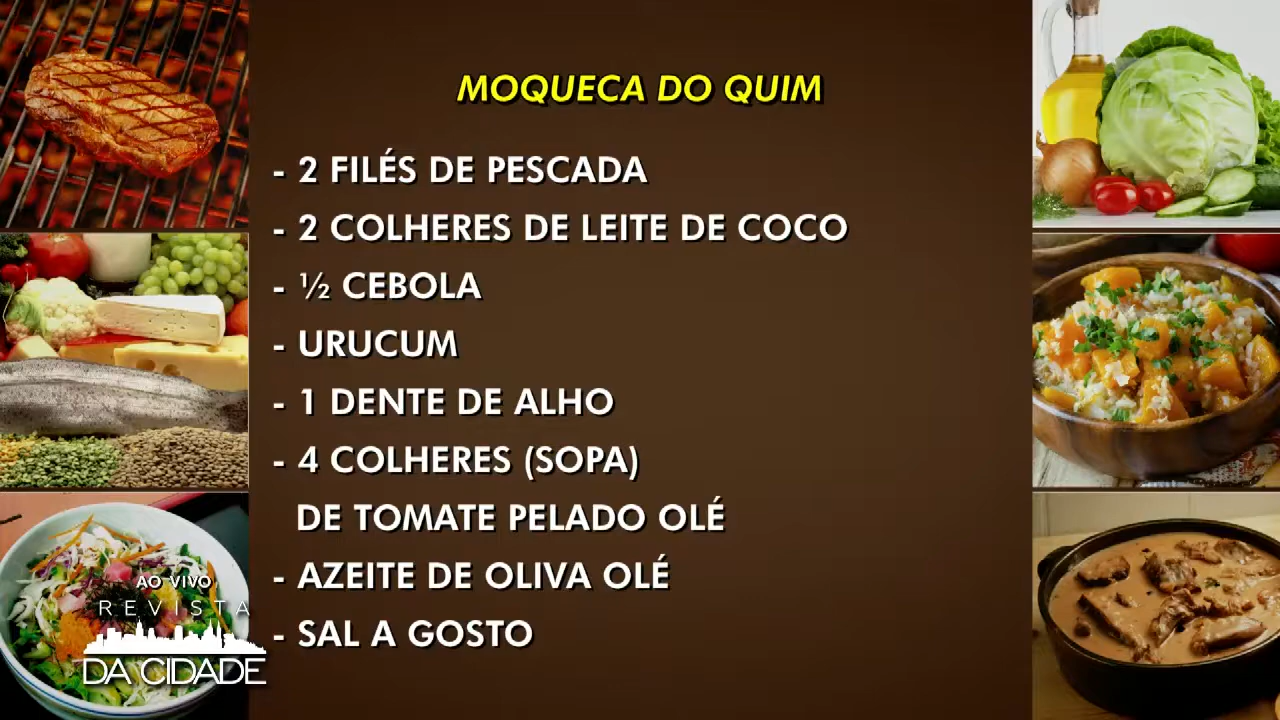 MOQUECA DO QUIM
- 2 FILÉS DE PESCADA
- 2 COLHERES DE LEITE DE COCO
- ½ CEBOLA
- URUCUM
- 1 DENTE DE ALHO
- 4 COLHERES (SOPA)
DE TOMATE PELADO OLÉ
- AZEITE DE OLIVA OLÉ
- SAL A GOSTO
AO VIVO
REVISTA
DA CIDADE